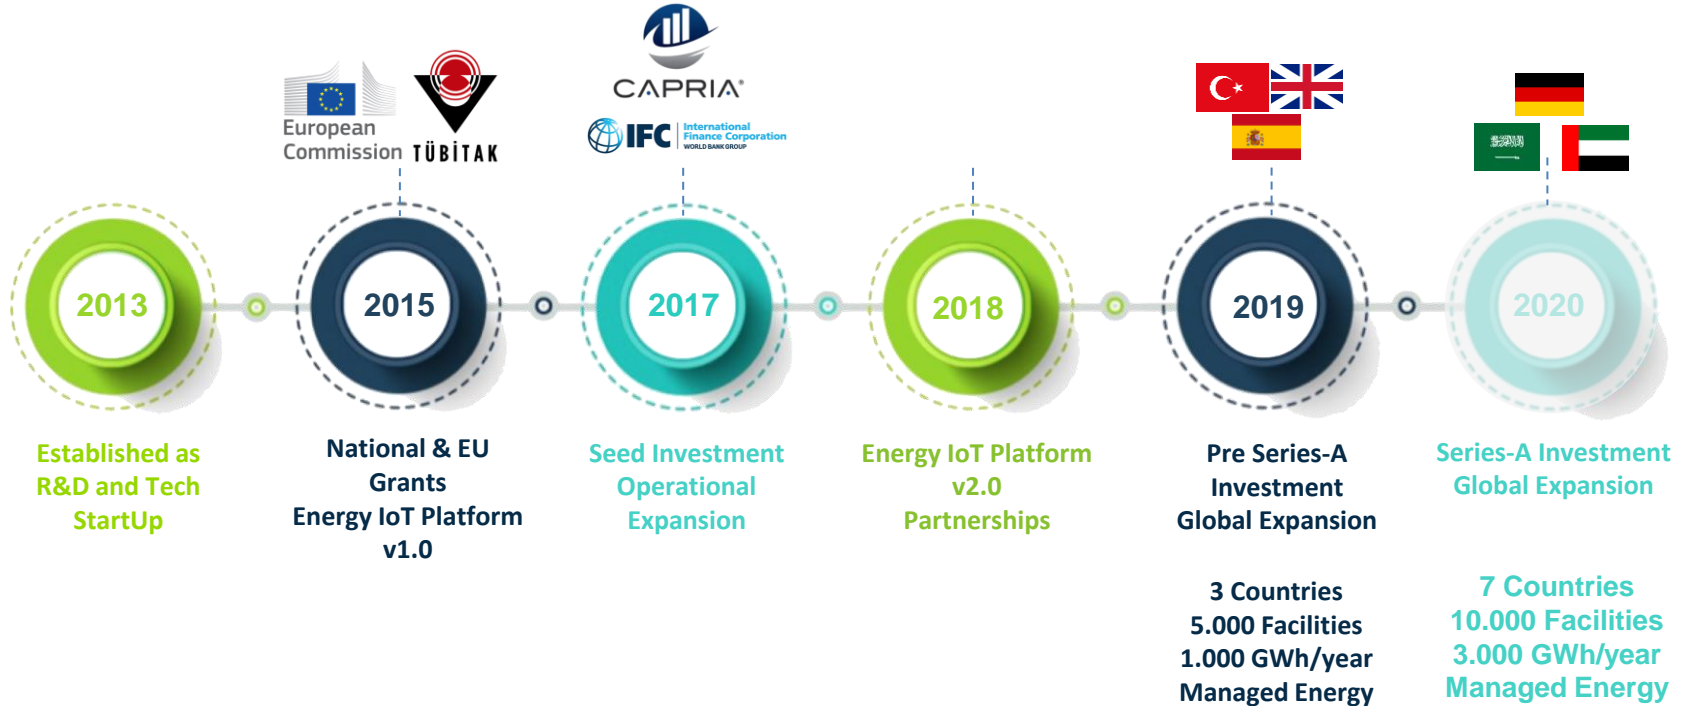 European
Commission
TÜBİTAK
CAPRIA®
IFC
International
Finance Corporation
WORLD BANK GROUP
2013
2015
2017
2018
2019
2020
Established as
R&D and Tech
StartUp
National & EU
Grants
Energy IoT Platform
v1.0
Seed Investment
Operational
Expansion
Energy IoT Platform
v2.0
Partnerships
Pre Series-A
Investment
Global Expansion
3 Countries
5.000 Facilities
1.000 GWh/year
Managed Energy
Series-A Investment
Global Expansion
7 Countries
10.000 Facilities
3.000 GWh/year
Managed Energy